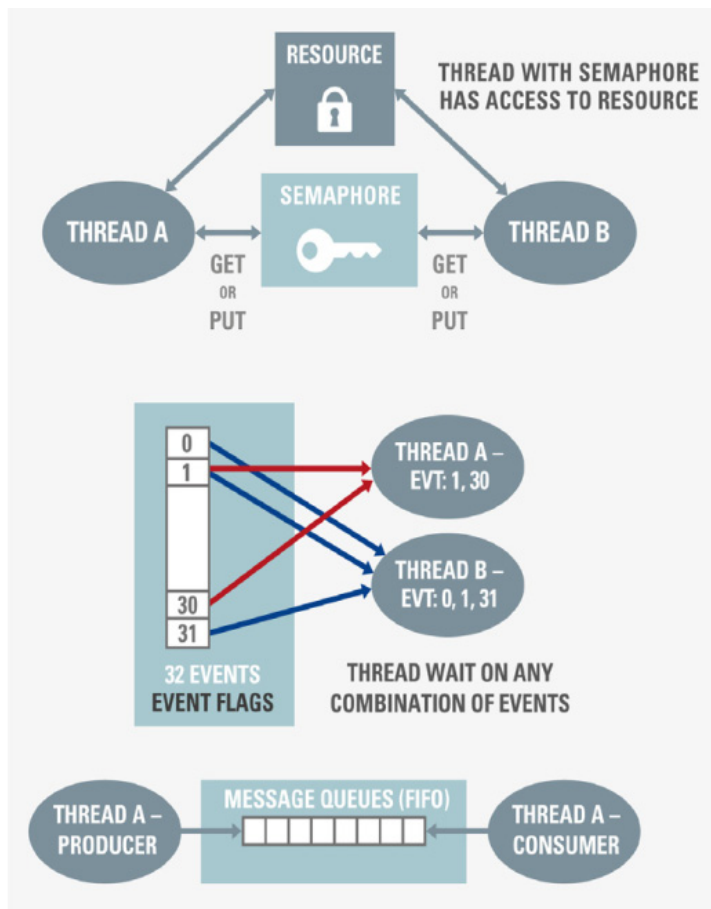 RESOURCE
THREAD WITH SEMAPHORE
HAS ACCESS TO RESOURCE
SEMAPHORE
THREAD A
THREAD B
GET
OR
PUT
GET
OR
PUT
0
1
30
31
32 EVENTS
EVENT FLAGS
THREAD A –
EVT: 1, 30
THREAD B –
EVT: 0, 1, 31
THREAD WAIT ON ANY
COMBINATION OF EVENTS
THREAD A –
PRODUCER
MESSAGE QUEUES (FIFO)
THREAD A –
CONSUMER